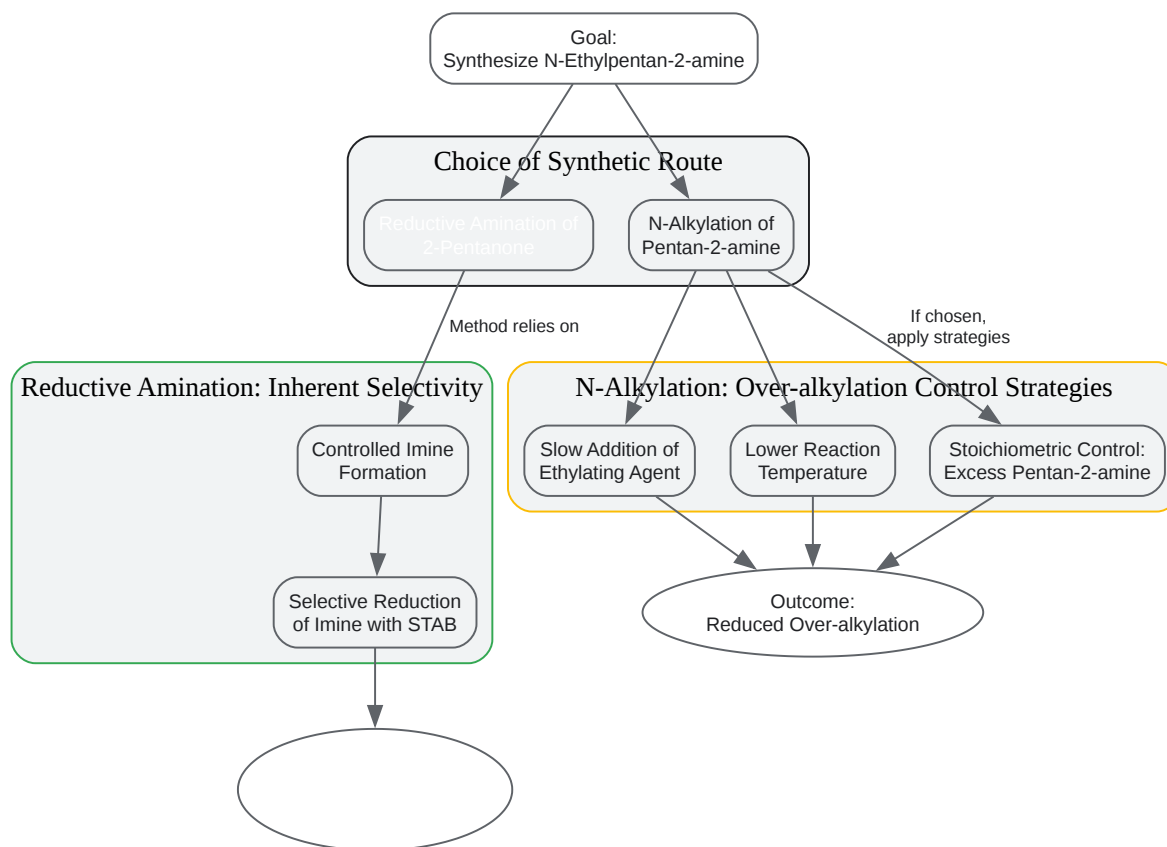 Goal:
Synthesize N-Ethylpentan-2-amine
Choice of Synthetic Route
Reductive Amination of
2-Pentanone
N-Alkylation of
Pentan-2-amine
Method relies on
If chosen,
apply strategies
Reductive Amination: Inherent Selectivity
N-Alkylation: Over-alkylation Control Strategies
Controlled Imine
Formation
Slow Addition of
Ethylating Agent
Lower Reaction
Temperature
Stoichiometric Control:
Excess Pentan-2-amine
Selective Reduction
of Imine with STAB
Outcome:
Reduced Over-alkylation